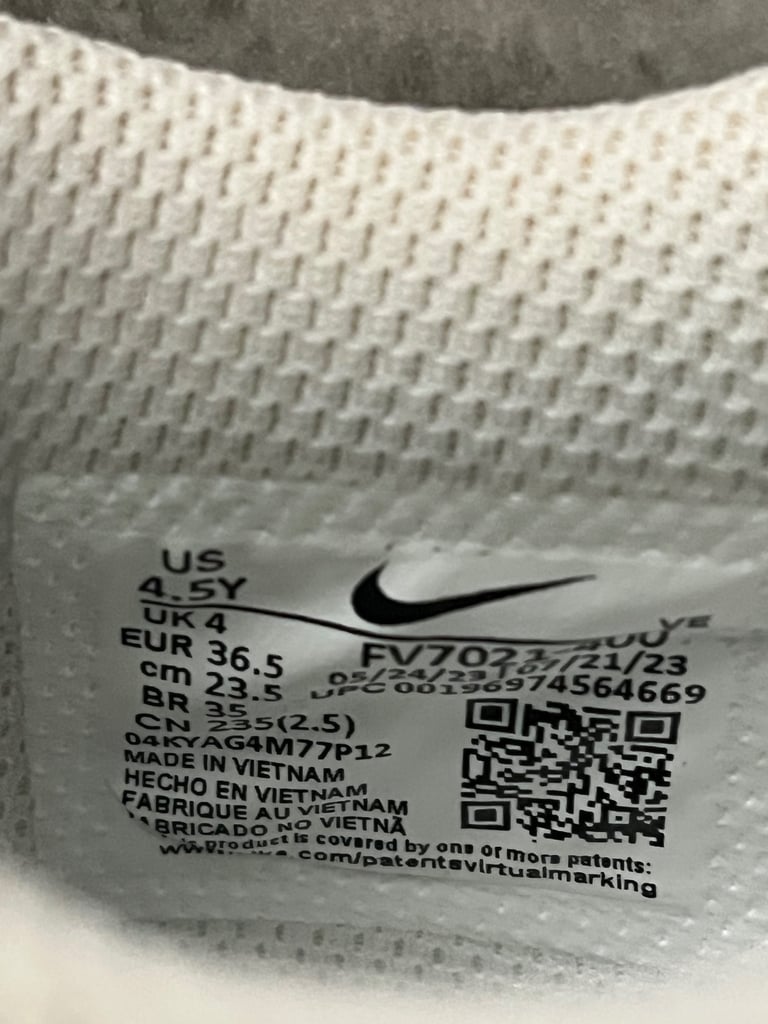 US
4.5Y
UK 4
EUR 36.5
cm 23.5
BR 35
CN 235(2.5)
04KYAG4M77P12
MADE IN VIETNAM
HECHO EN VIETNAM
FABRIQUE AU VIETNAM
FABRICADO NO VIETNÃ
VE
FV7021-400
05/24/23 07/21/23
UPC 00196974564669
product is covered by one or more patents:
.com/patentsvirtualmarking